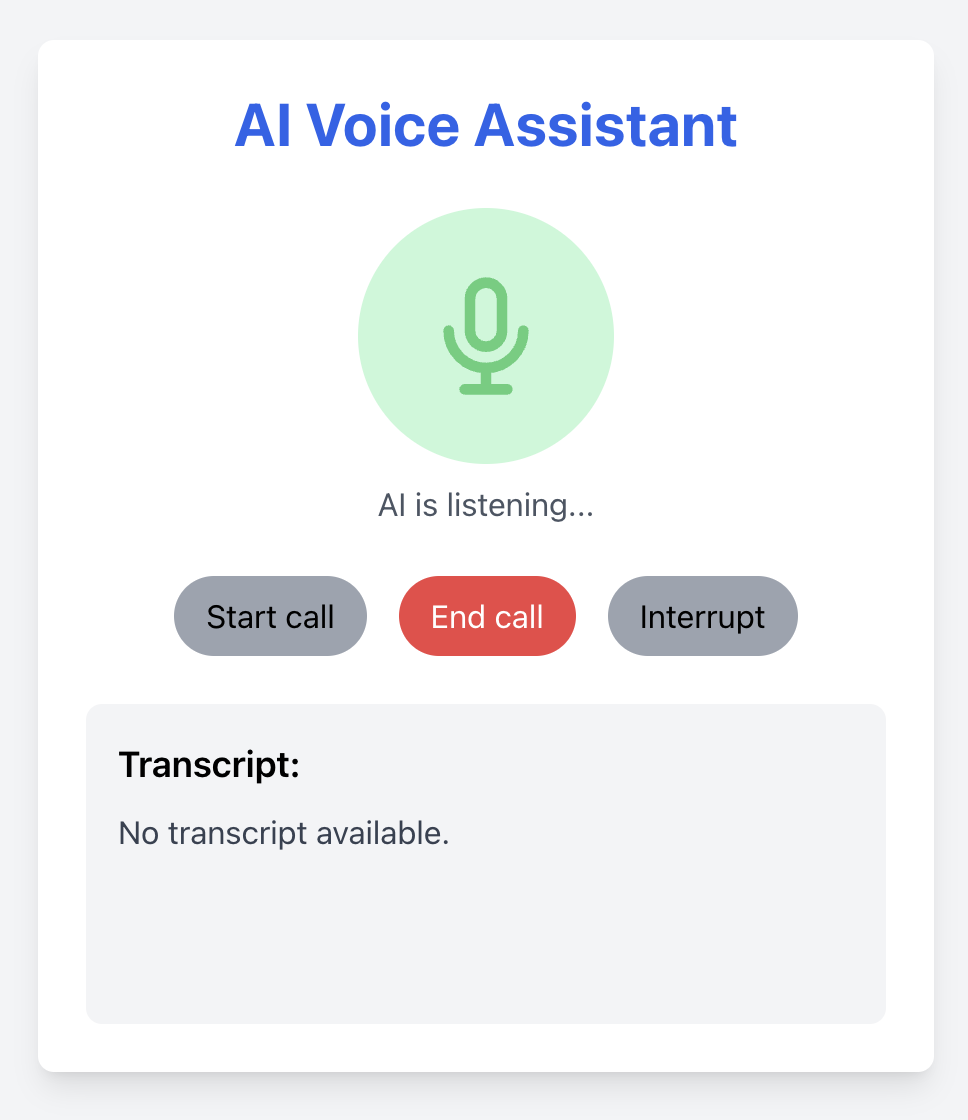 AI Voice Assistant
AI is listening...
Start call End call Interrupt
Transcript:
No transcript available.